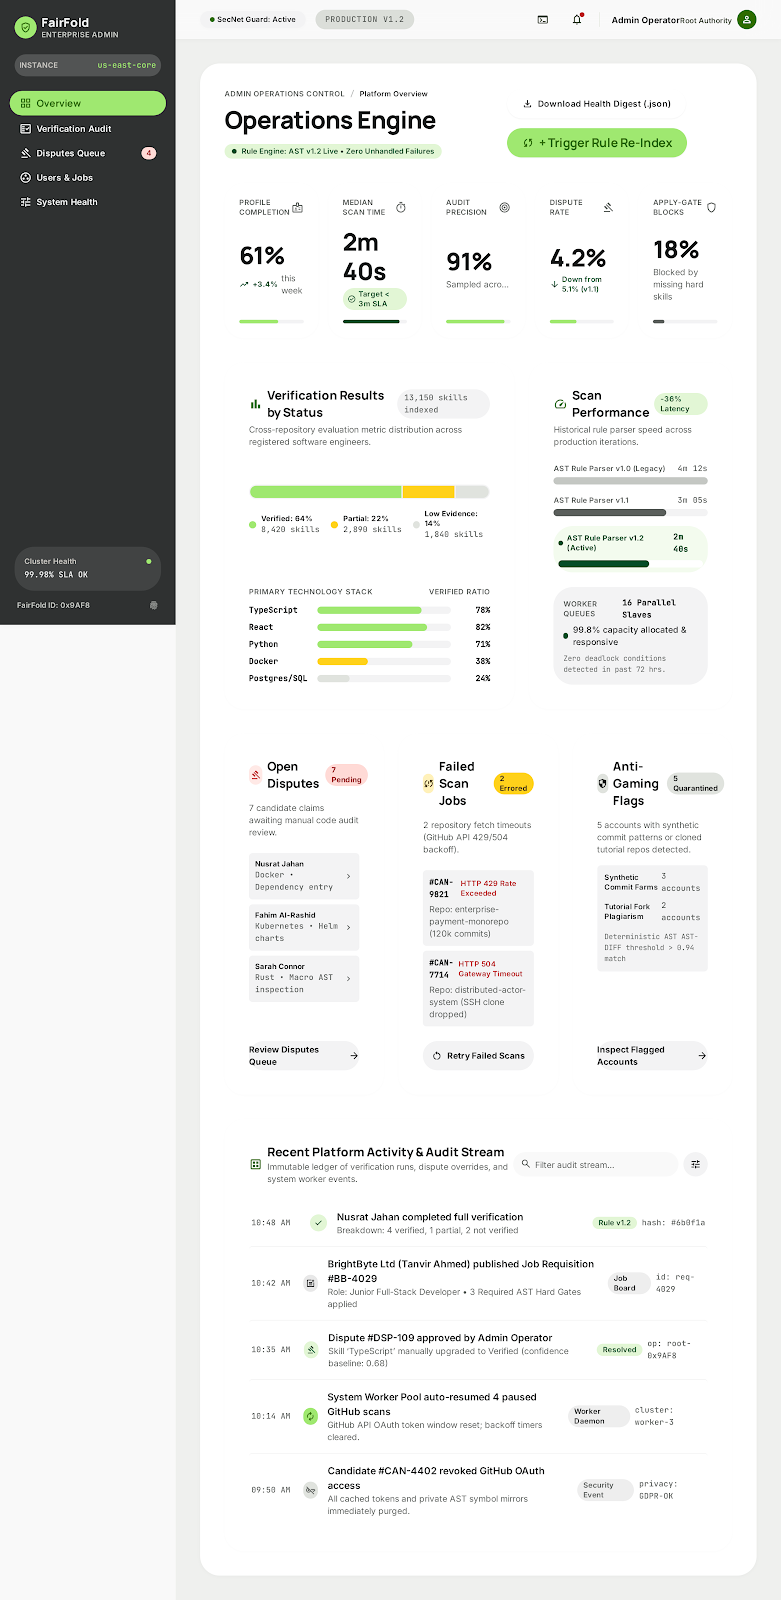 FairFold
ENTERPRISE ADMIN
INSTANCE us-east-core
Overview
Verification Audit
Disputes Queue 4
Users & Jobs
System Health
Cluster Health
99.98% SLA OK
FairFold ID: 0x9AF8
SecNet Guard: Active PRODUCTION V1.2 Admin Operator Root Authority
ADMIN OPERATIONS CONTROL / Platform Overview
Operations Engine
Rule Engine: AST v1.2 Live • Zero Unhandled Failures
Download Health Digest (.json)
+ Trigger Rule Re-Index
PROFILE
COMPLETION
61%
+3.4% this
week
MEDIAN
SCAN TIME
2m
40s
Target <
3m SLA
AUDIT
PRECISION
91%
Sampled acro...
DISPUTE
RATE
4.2%
Down from
5.1% (v1.1)
APPLY-GATE
BLOCKS
18%
Blocked by
missing hard
skills
Verification Results
by Status
13,150 skills
indexed
Cross-repository evaluation metric distribution across
registered software engineers.
Verified: 64%
8,420 skills
Partial: 22%
2,890 skills
Low Evidence:
14%
1,840 skills
PRIMARY TECHNOLOGY STACK VERIFIED RATIO
TypeScript 78%
React 82%
Python 71%
Docker 38%
Postgres/SQL 24%
Scan
Performance
-36%
Latency
Historical rule parser speed across
production iterations.
AST Rule Parser v1.0 (Legacy) 4m 12s
AST Rule Parser v1.1 3m 05s
AST Rule Parser v1.2
(Active)
2m
40s
WORKER
QUEUES
16 Parallel
Slaves
99.8% capacity allocated &
responsive
Zero deadlock conditions
detected in past 72 hrs.
Open
Disputes
7
Pending
7 candidate claims
awaiting manual code audit
review.
Nusrat Jahan
Docker •
Dependency entry
Fahim Al-Rashid
Kubernetes • Helm
charts
Sarah Connor
Rust • Macro AST
inspection
Review Disputes
Queue
Failed
Scan
Jobs
2
Errored
2 repository fetch timeouts
(GitHub API 429/504
backoff).
#CAN-
9821
HTTP 429 Rate
Exceeded
Repo: enterprise-
payment-monorepo
(120k commits)
#CAN-
7714
HTTP 504
Gateway Timeout
Repo: distributed-actor-
system (SSH clone
dropped)
Retry Failed Scans
Anti-
Gaming
Flags
5
Quarantined
5 accounts with synthetic
commit patterns or cloned
tutorial repos detected.
Synthetic
Commit Farms
3
accounts
Tutorial Fork
Plagiarism
2
accounts
Deterministic AST AST-
DIFF threshold > 0.94
match
Inspect Flagged
Accounts
Recent Platform Activity & Audit Stream
Immutable ledger of verification runs, dispute overrides, and
system worker events.
Filter audit stream...
10:48 AM
Nusrat Jahan completed full verification
Breakdown: 4 verified, 1 partial, 2 not verified
Rule v1.2 hash: #6b0f1a
10:42 AM
BrightByte Ltd (Tanvir Ahmed) published Job Requisition
#BB-4029
Role: Junior Full-Stack Developer • 3 Required AST Hard Gates
applied
Job
Board
id: req-
4029
10:35 AM
Dispute #DSP-109 approved by Admin Operator
Skill 'TypeScript' manually upgraded to Verified (confidence
baseline: 0.68)
Resolved
op: root-
0x9AF8
10:14 AM
System Worker Pool auto-resumed 4 paused
GitHub scans
GitHub API OAuth token window reset; backoff timers
cleared.
Worker
Daemon
cluster:
worker-3
09:50 AM
Candidate #CAN-4402 revoked GitHub OAuth
access
All cached tokens and private AST symbol mirrors
immediately purged.
Security
Event
privacy:
GDPR-OK